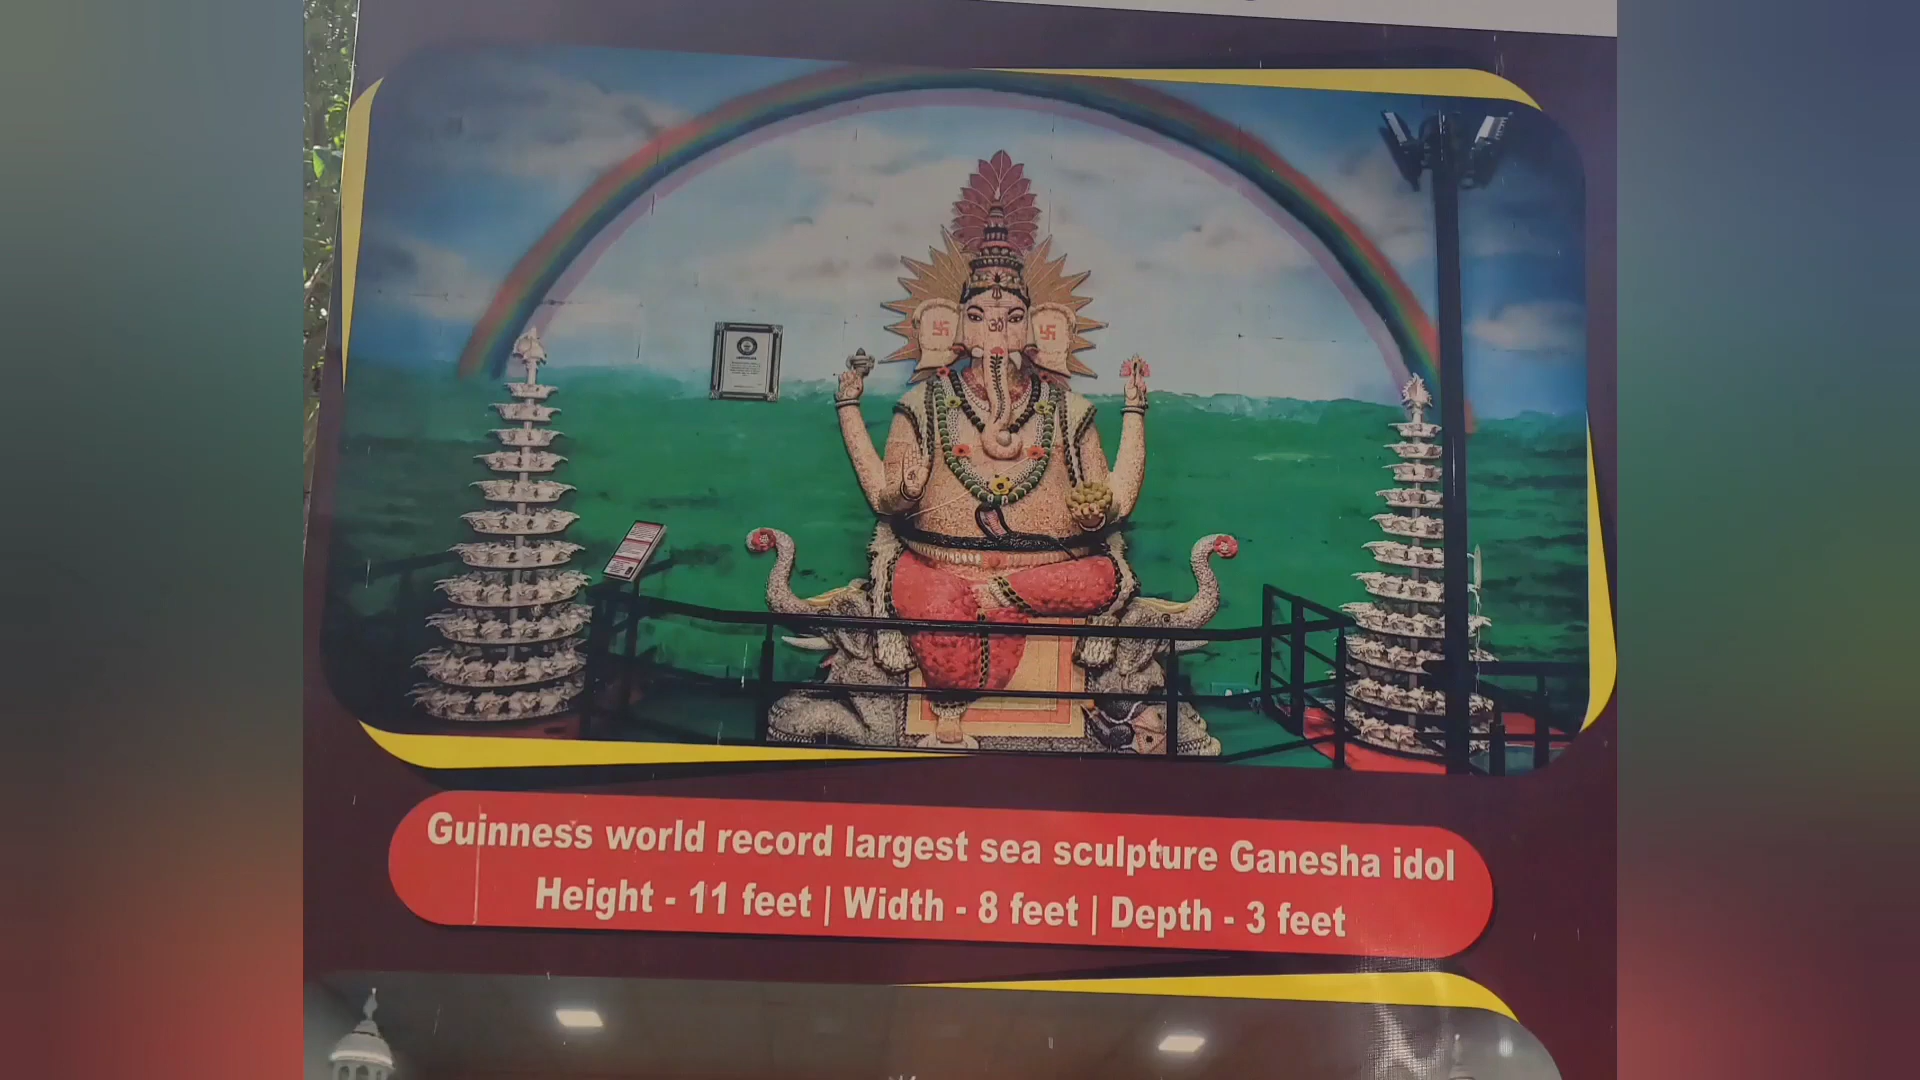 Guinness world record largest sea sculpture Ganesha idol
Height - 11 feet | Width - 8 feet | Depth - 3 feet
ॐ